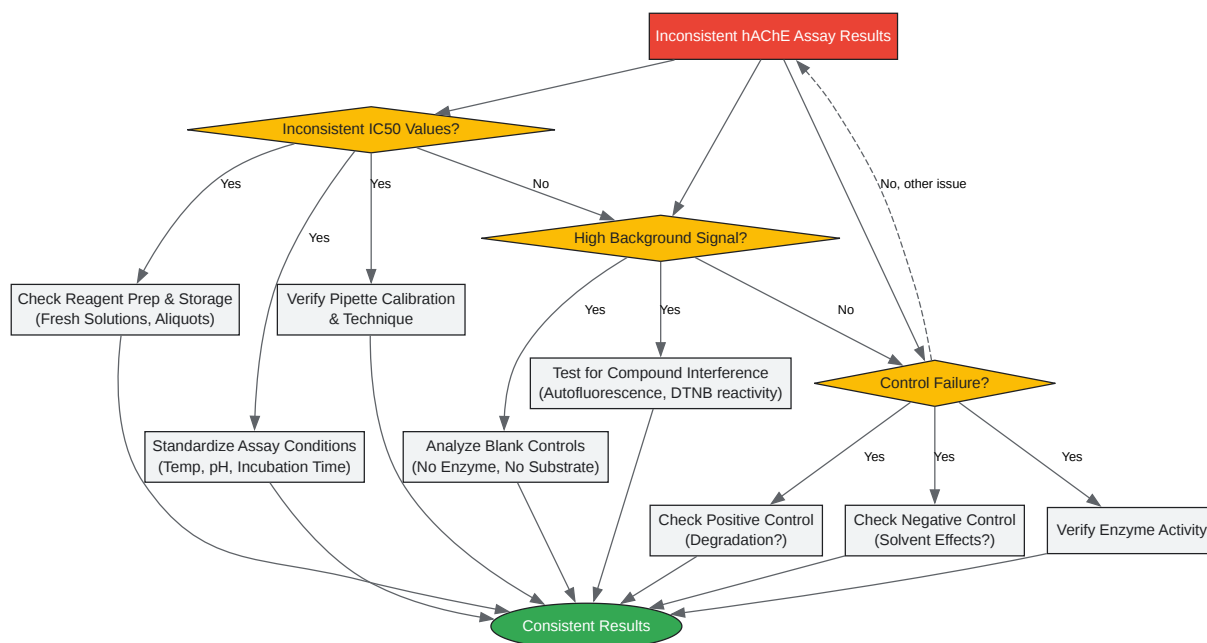 Inconsistent hAChE Assay Results
Inconsistent IC50 Values?
Yes
Yes
Yes
No
No, other issue
High Background Signal?
Check Reagent Prep & Storage
(Fresh Solutions, Aliquots)
Verify Pipette Calibration
& Technique
Yes
Yes
No
Test for Compound Interference
(Autofluorescence, DTNB reactivity)
Control Failure?
Standardize Assay Conditions
(Temp, pH, Incubation Time)
Analyze Blank Controls
(No Enzyme, No Substrate)
Yes
Yes
Yes
Check Positive Control
(Degradation?)
Check Negative Control
(Solvent Effects?)
Verify Enzyme Activity
Consistent Results